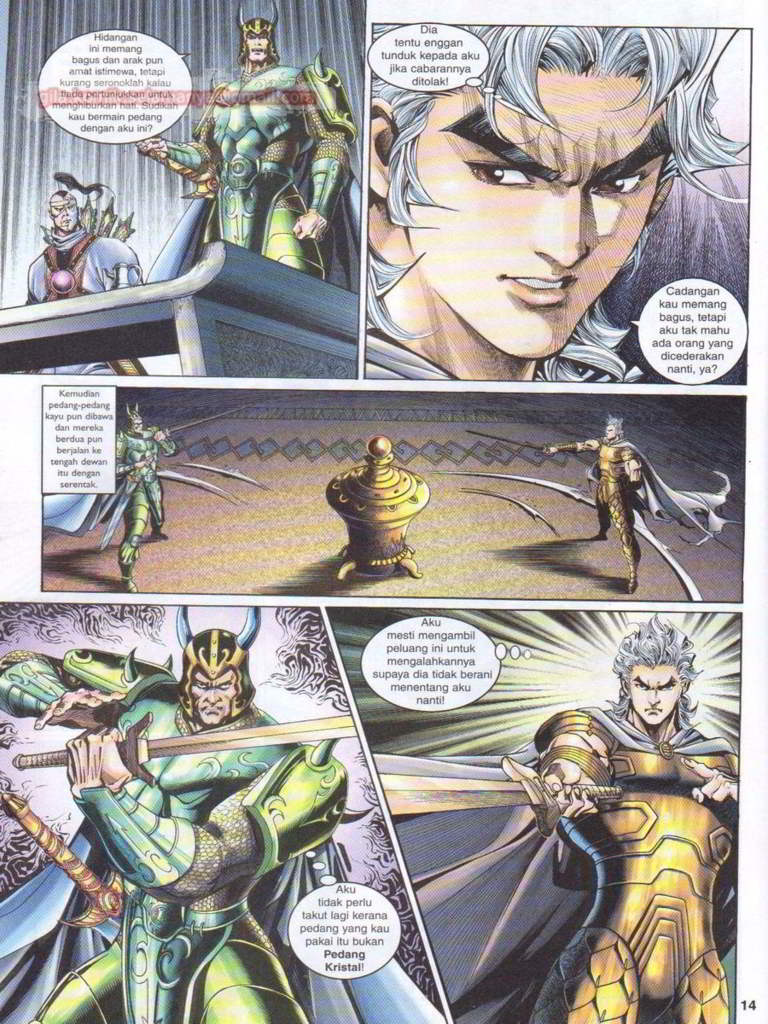 Hidangan
ini memang
bagus dan arak pun
amat istimewa, tetapi
kurang seronoklah kalau
tiada pertunjukan untuk
menghiburkan hati. Sudikah
kau bermain pedang
dengan aku ini?
Dia
tentu enggan
tunduk kepada aku
jika cabarannya
ditolak!
Cadangan
kau memang
bagus, tetapi
aku tak mahu
ada orang yang
dicederakan
nanti, ya?
Kemudian
pedang-pedang
kayu pun dibawa
dan mereka
berdua pun
berjalan ke
tengah dewan
itu dengan
serentak.
Aku
mesti mengambil
peluang ini untuk
mengalahkannya
supaya dia tidak berani
menentang aku
nanti!
Aku
tidak perlu
takut lagi kerana
pedang yang kau
pakai itu bukan
Pedang
Kristal!
14